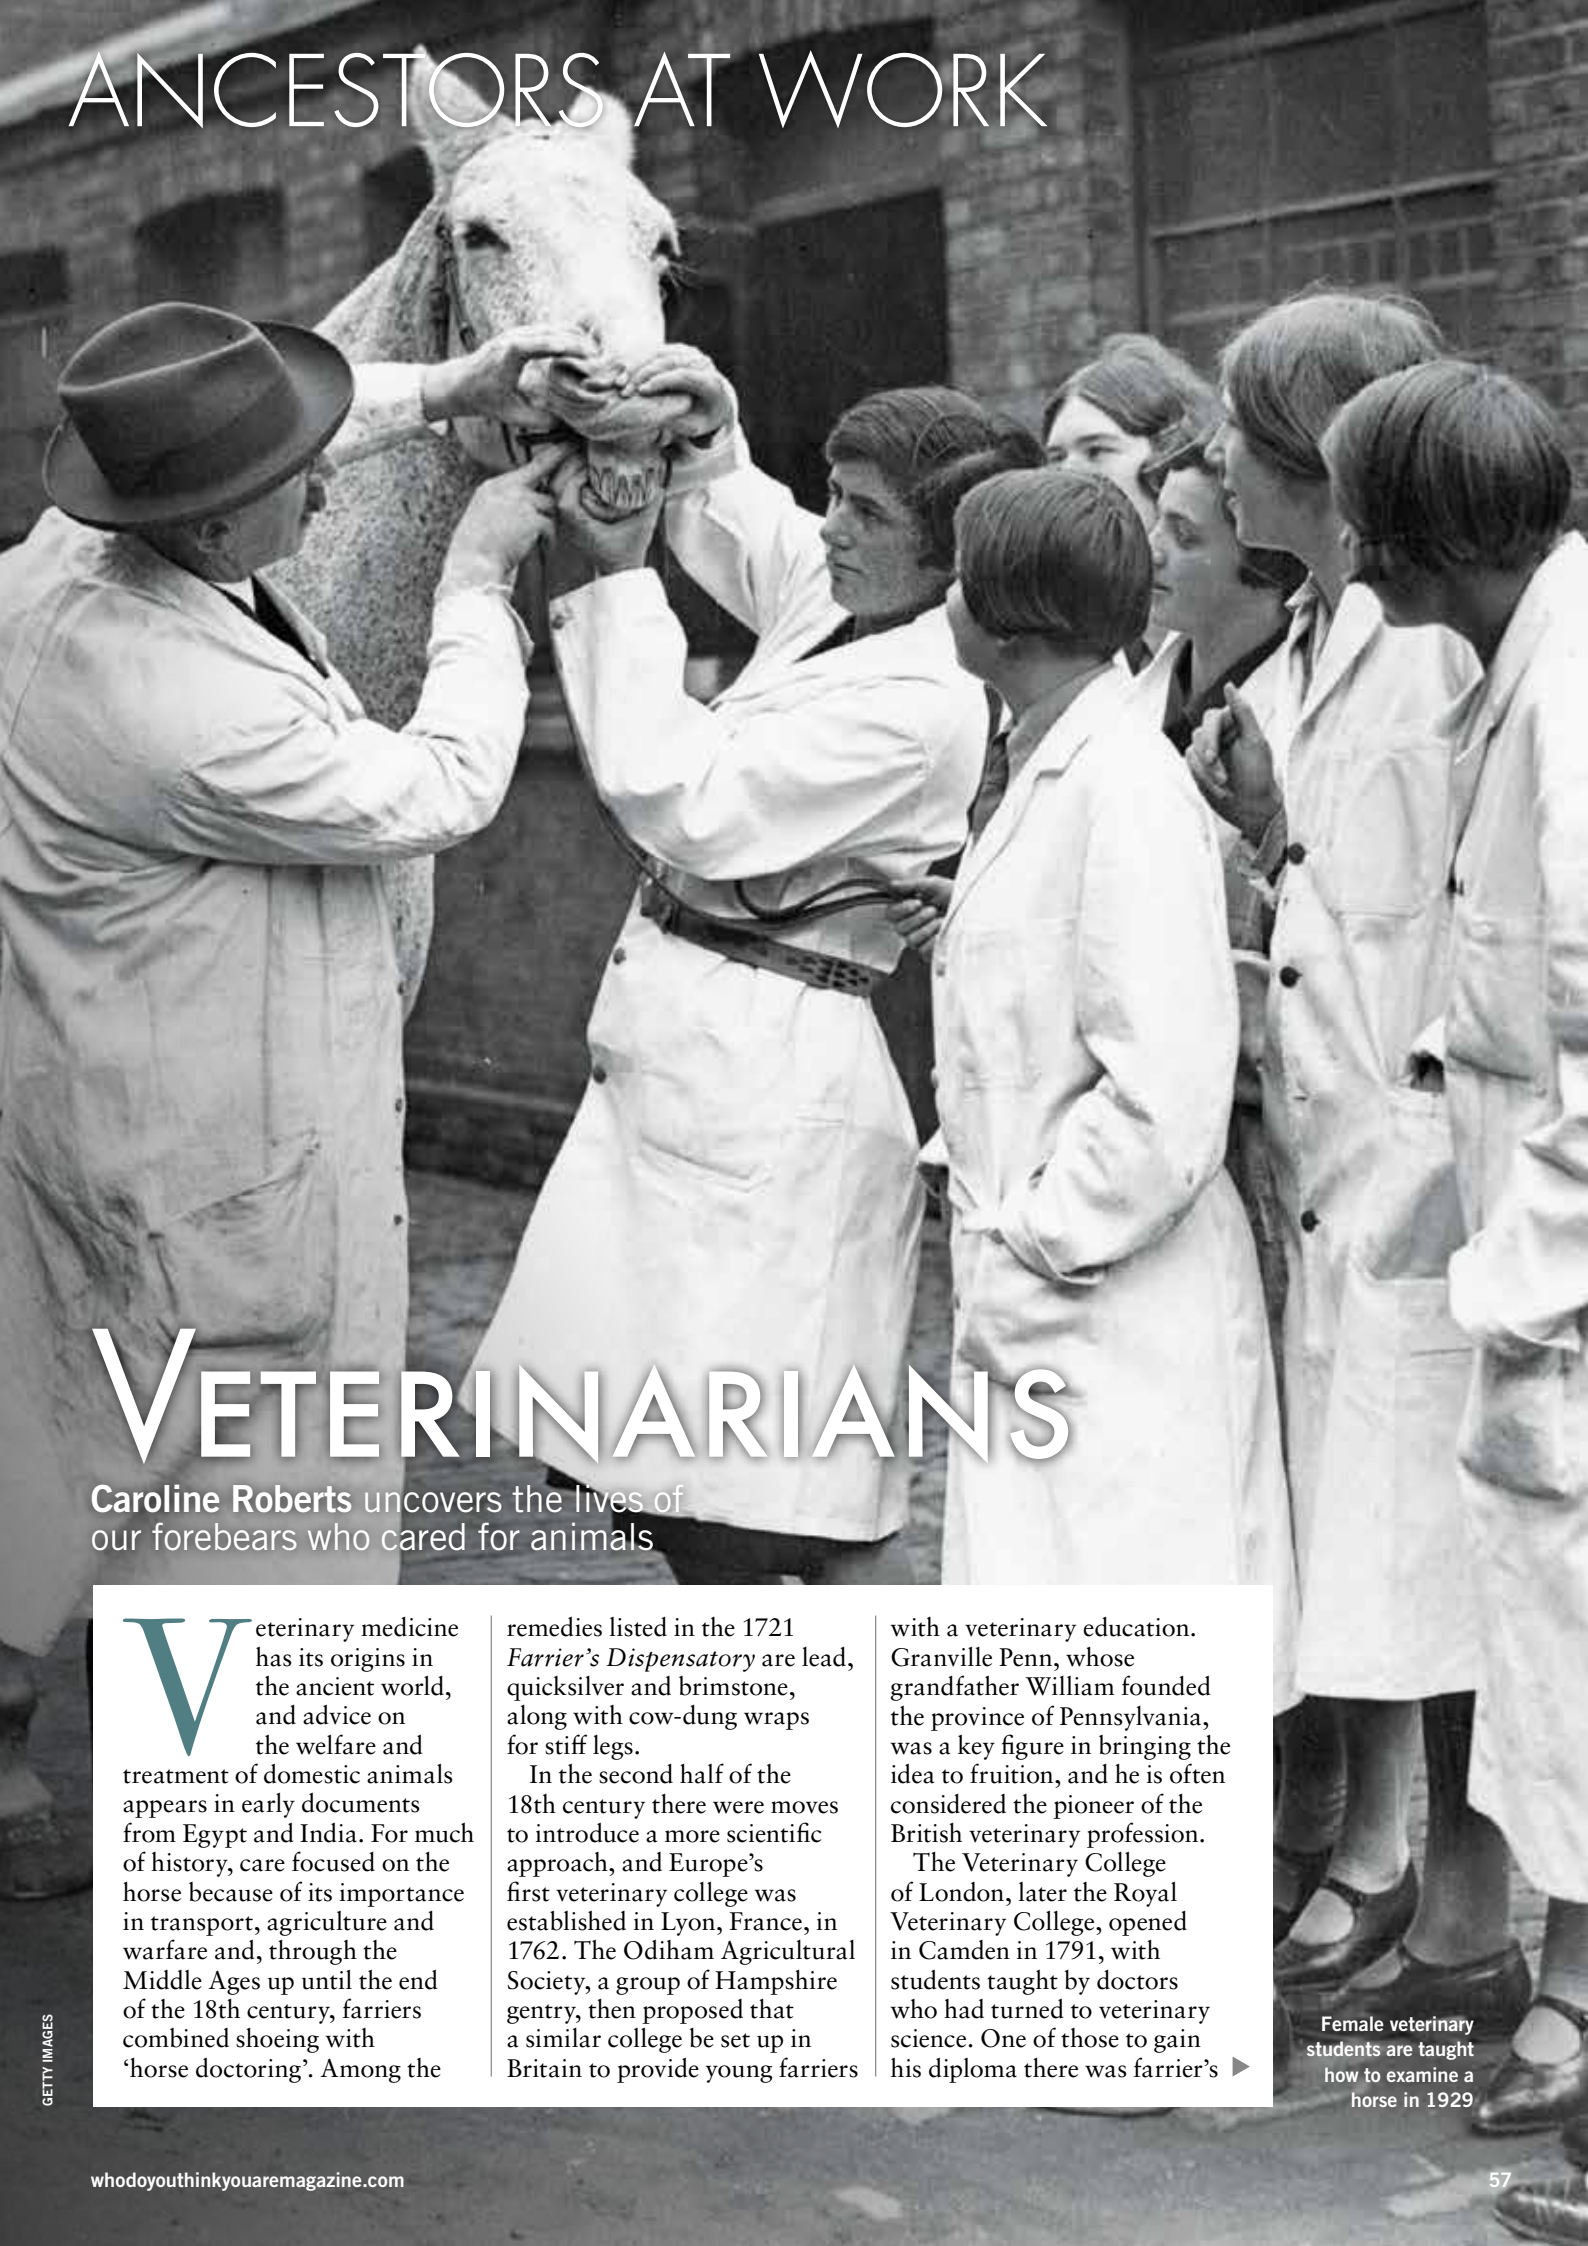 ANCESTORS AT WORK
VETERINARIANS
Caroline Roberts uncovers the lives of
our forebears who cared for animals
Veterinary medicine
has its origins in
the ancient world,
and advice on
the welfare and
treatment of domestic animals
appears in early documents
from Egypt and India. For much
of history, care focused on the
horse because of its importance
in transport, agriculture and
warfare and, through the
Middle Ages up until the end
of the 18th century, farriers
combined shoeing with
‘horse doctoring’. Among the
remedies listed in the 1721
Farrier’s Dispensatory are lead,
quicksilver and brimstone,
along with cow-dung wraps
for stiff legs.
In the second half of the
18th century there were moves
to introduce a more scientific
approach, and Europe’s
first veterinary college was
established in Lyon, France, in
1762. The Odiham Agricultural
Society, a group of Hampshire
gentry, then proposed that
a similar college be set up in
Britain to provide young farriers
with a veterinary education.
Granville Penn, whose
grandfather William founded
the province of Pennsylvania,
was a key figure in bringing the
idea to fruition, and he is often
considered the pioneer of the
British veterinary profession.
The Veterinary College
of London, later the Royal
Veterinary College, opened
in Camden in 1791, with
students taught by doctors
who had turned to veterinary
science. One of those to gain
his diploma there was farrier’s ▶
Female veterinary
students are taught
how to examine a
horse in 1929
GETTY IMAGES
whodoyouthinkyouaremagazine.com
57